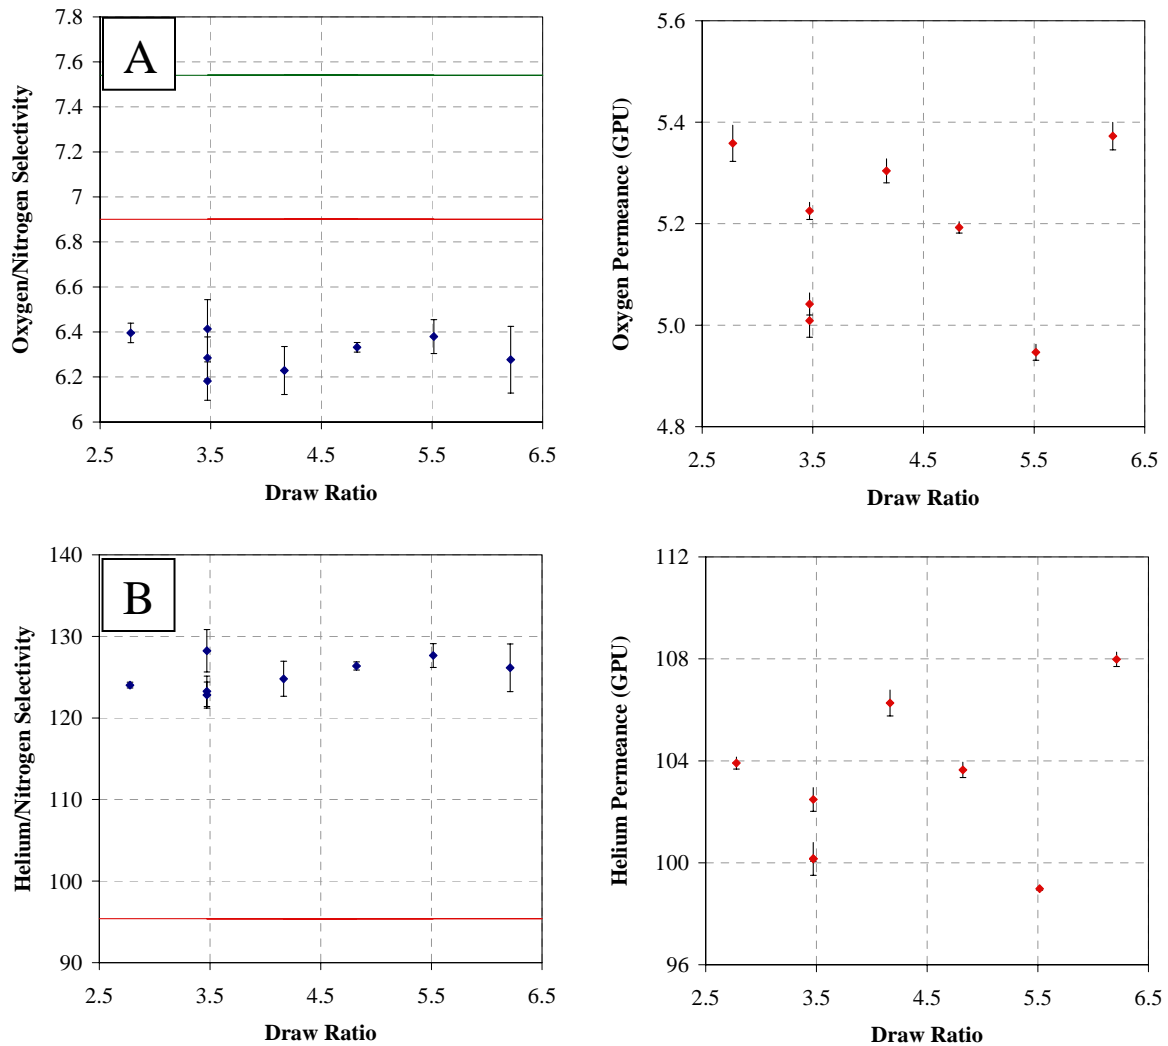 A
Oxygen/Nitrogen Selectivity
7.8
7.6
7.4
7.2
7
6.8
6.6
6.4
6.2
6
2.5 3.5 4.5 5.5 6.5
Draw Ratio
Oxygen Permeance (GPU)
5.6
5.4
5.2
5.0
4.8
2.5 3.5 4.5 5.5 6.5
Draw Ratio
B
Helium/Nitrogen Selectivity
140
130
120
110
100
90
2.5 3.5 4.5 5.5 6.5
Draw Ratio
Helium Permeance (GPU)
112
108
104
100
96
2.5 3.5 4.5 5.5 6.5
Draw Ratio